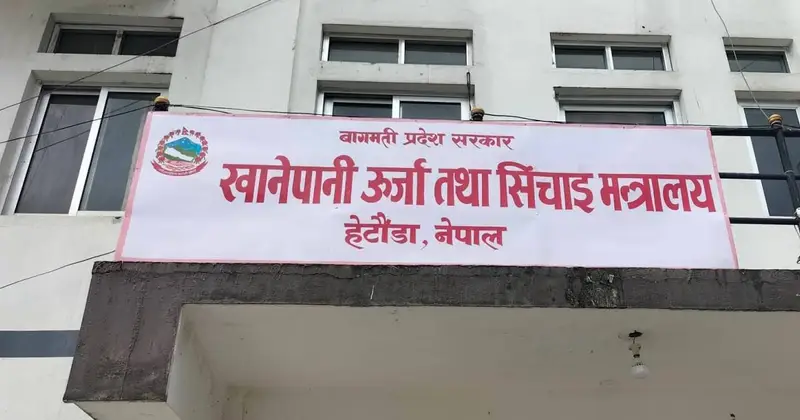 बागमती प्रदेश सरकार
खानेपानी ऊर्जा तथा सिंचाइ मन्त्रालय
हेटौंडा, नेपाल